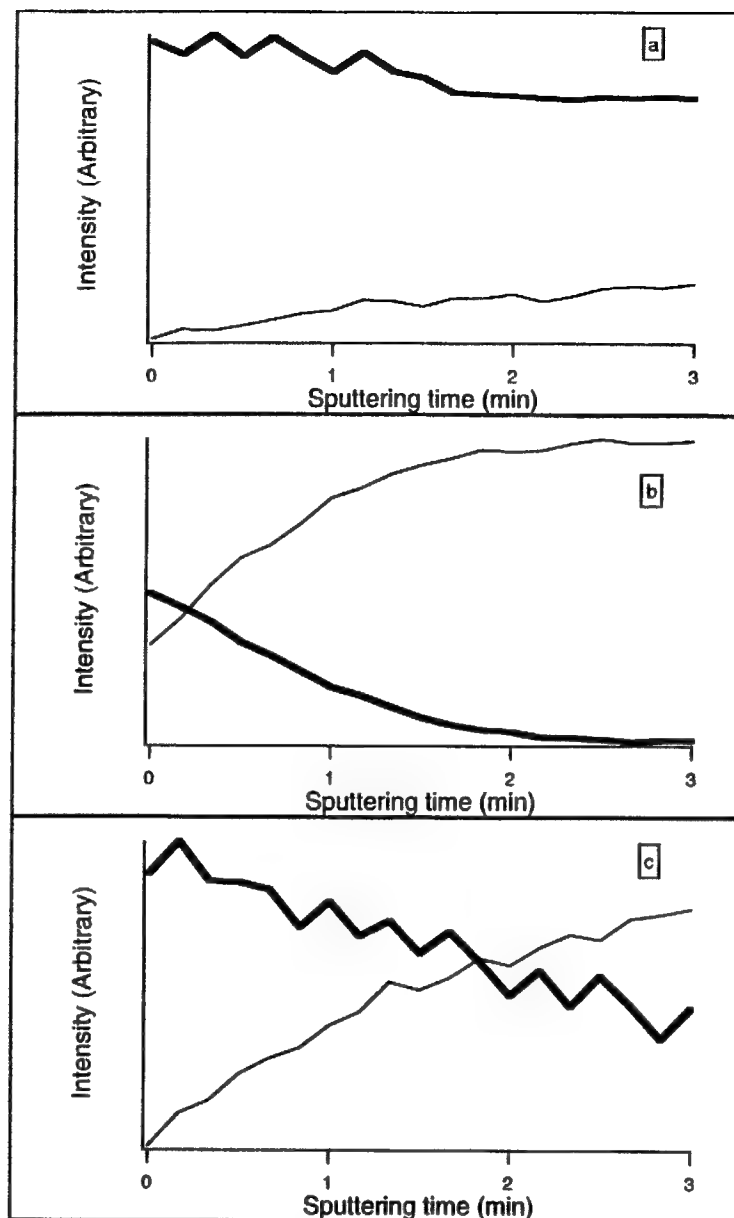 a
Intensity (Arbitrary)
0 1 2 3
Sputtering time (min)
b
Intensity (Arbitrary)
0 1 2 3
Sputtering time (min)
c
Intensity (Arbitrary)
0 1 2 3
Sputtering time (min)